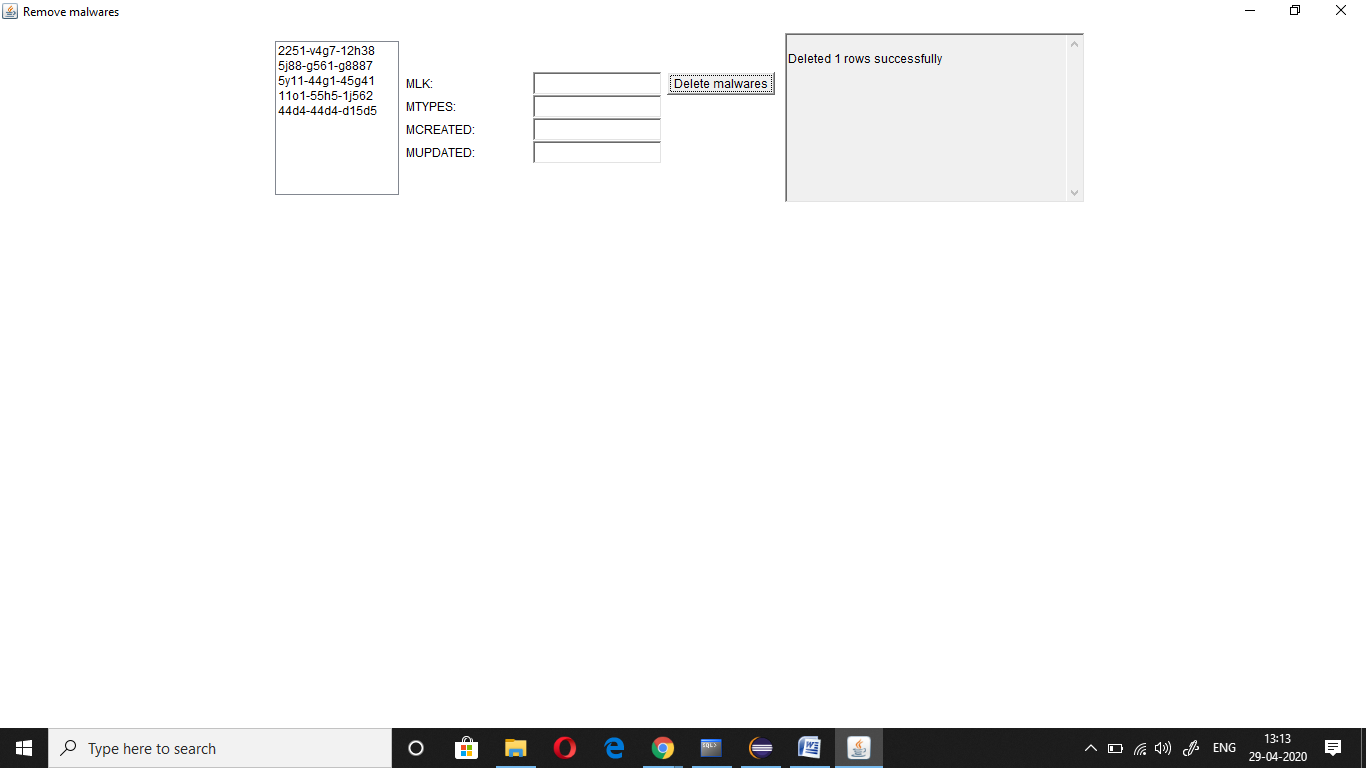 Remove malwares
2251-v4g7-12h38
5j88-g561-g8887
5y11-44g1-45g41
11o1-55h5-1j562
44d4-44d4-d15d5
MLK:
MTYPES:
MCREATED:
MUPDATED:
Delete malwares
Deleted 1 rows successfully
Type here to search
SQL>
ENG
13:13
29-04-2020